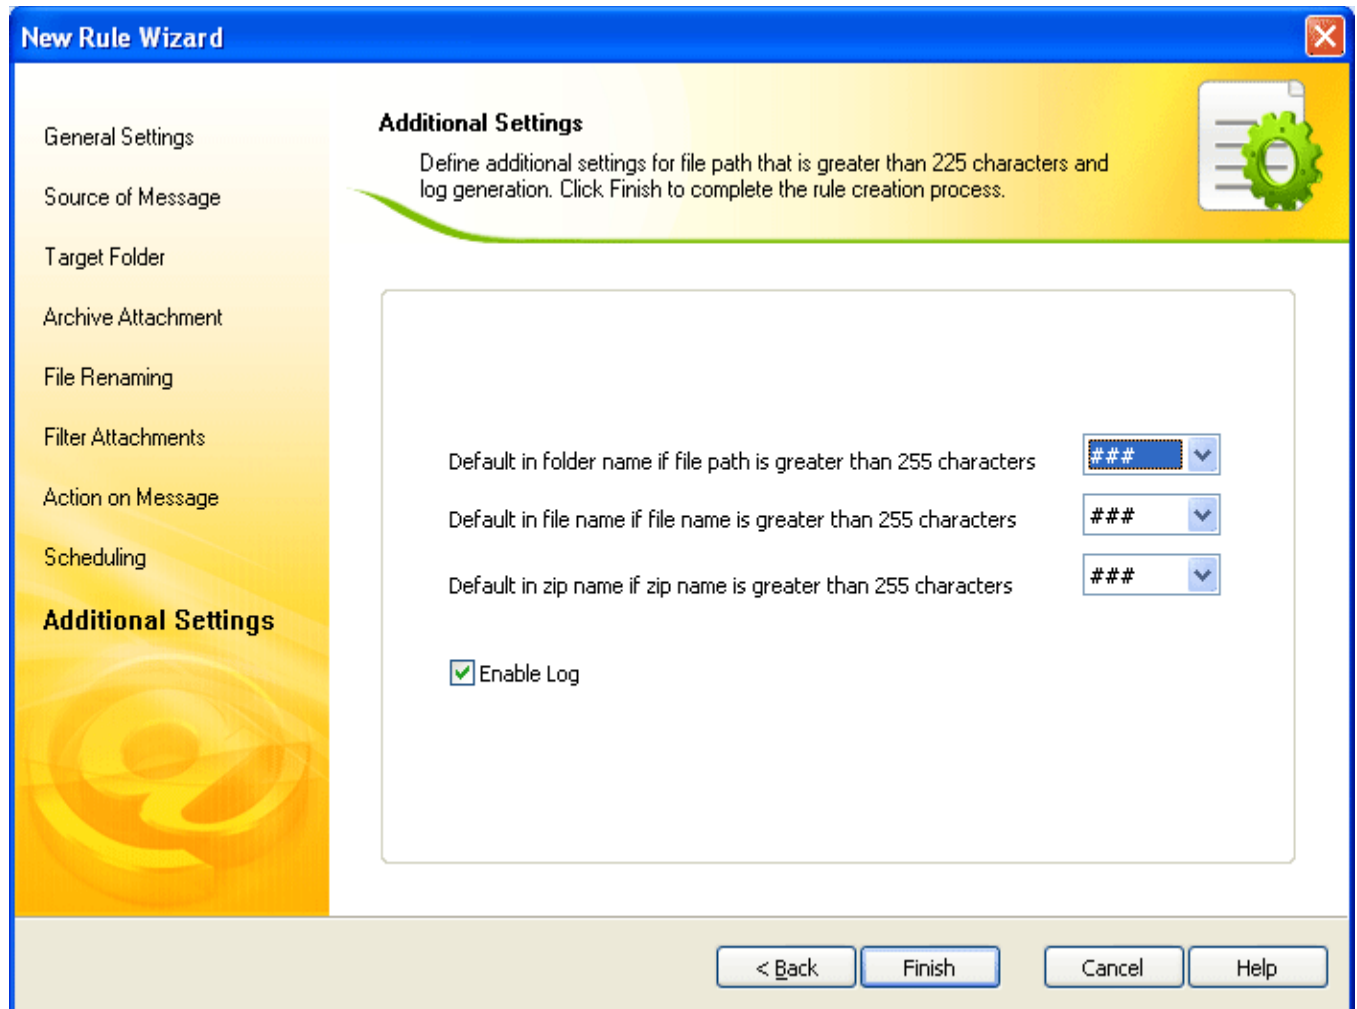 New Rule Wizard
General Settings
Source of Message
Target Folder
Archive Attachment
File Renaming
Filter Attachments
Action on Message
Scheduling
Additional Settings
Additional Settings
Define additional settings for file path that is greater than 225 characters and
log generation. Click Finish to complete the rule creation process.
Default in folder name if file path is greater than 255 characters ###
Default in file name if file name is greater than 255 characters ###
Default in zip name if zip name is greater than 255 characters ###
Enable Log
< Back Finish Cancel Help